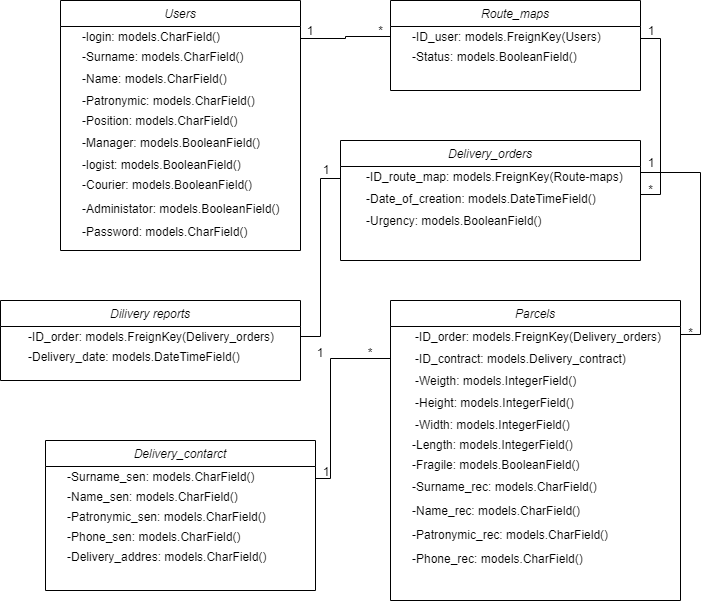 Users
-login: models.CharField()
-Surname: models.CharField()
-Name: models.CharField()
-Patronymic: models.CharField()
-Position: models.CharField()
-Manager: models.BooleanField()
-logist: models.BooleanField()
-Courier: models.BooleanField()
-Administator: models.BooleanField()
-Password: models.CharField()
1
*
Route_maps
-ID_user: models.FreignKey(Users)
-Status: models.BooleanField()
1
Delivery_orders
-ID_route_map: models.FreignKey(Route-maps)
-Date_of_creation: models.DateTimeField()
-Urgency: models.BooleanField()
1
1
*
Dilivery reports
-ID_order: models.FreignKey(Delivery_orders)
-Delivery_date: models.DateTimeField()
1
*
*
Parcels
-ID_order: models.FreignKey(Delivery_orders)
-ID_contract: models.Delivery_contract)
-Weigth: models.IntegerField()
-Height: models.IntegerField()
-Width: models.IntegerField()
-Length: models.IntegerField()
-Fragile: models.BooleanField()
-Surname_rec: models.CharField()
-Name_rec: models.CharField()
-Patronymic_rec: models.CharField()
-Phone_rec: models.CharField()
Delivery_contarct
-Surname_sen: models.CharField()
-Name_sen: models.CharField()
-Patronymic_sen: models.CharField()
-Phone_sen: models.CharField()
-Delivery_addres: models.CharField()
1